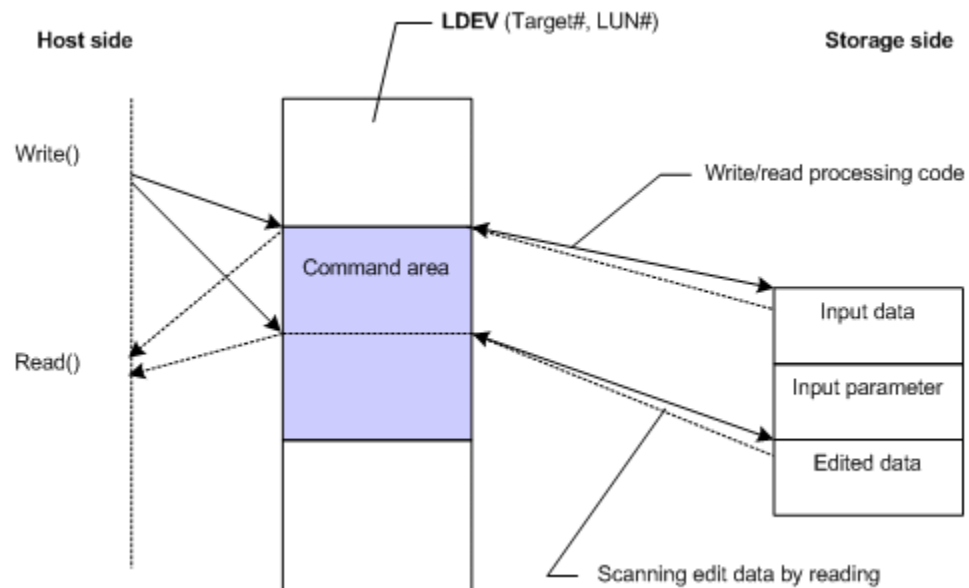 LDEV (Target#, LUN#)
Host side
Storage side
Write()
Write/read processing code
Command area
Input data
Read()
Input parameter
Edited data
Scanning edit data by reading